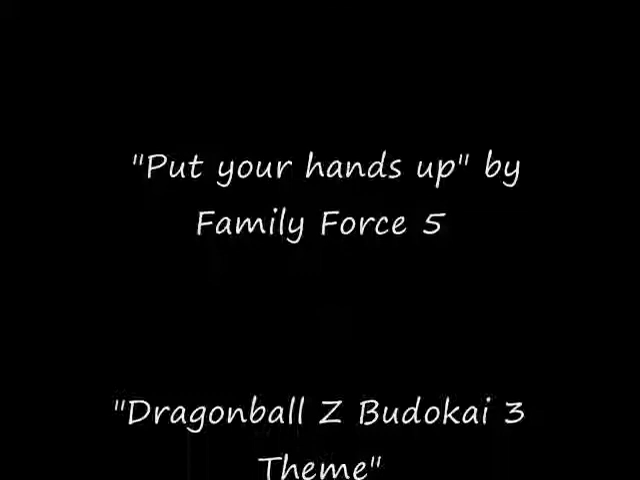 "Put your hands up" by
Family Force 5
"Dragonball Z Budokai 3
Theme"